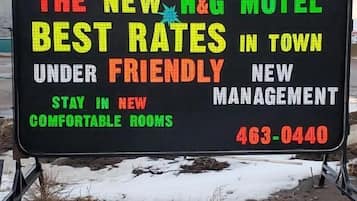 THE NEW H&G MOTEL
BEST RATES IN TOWN
UNDER FRIENDLY NEW MANAGEMENT
STAY IN NEW
COMFORTABLE ROOMS
463-0440